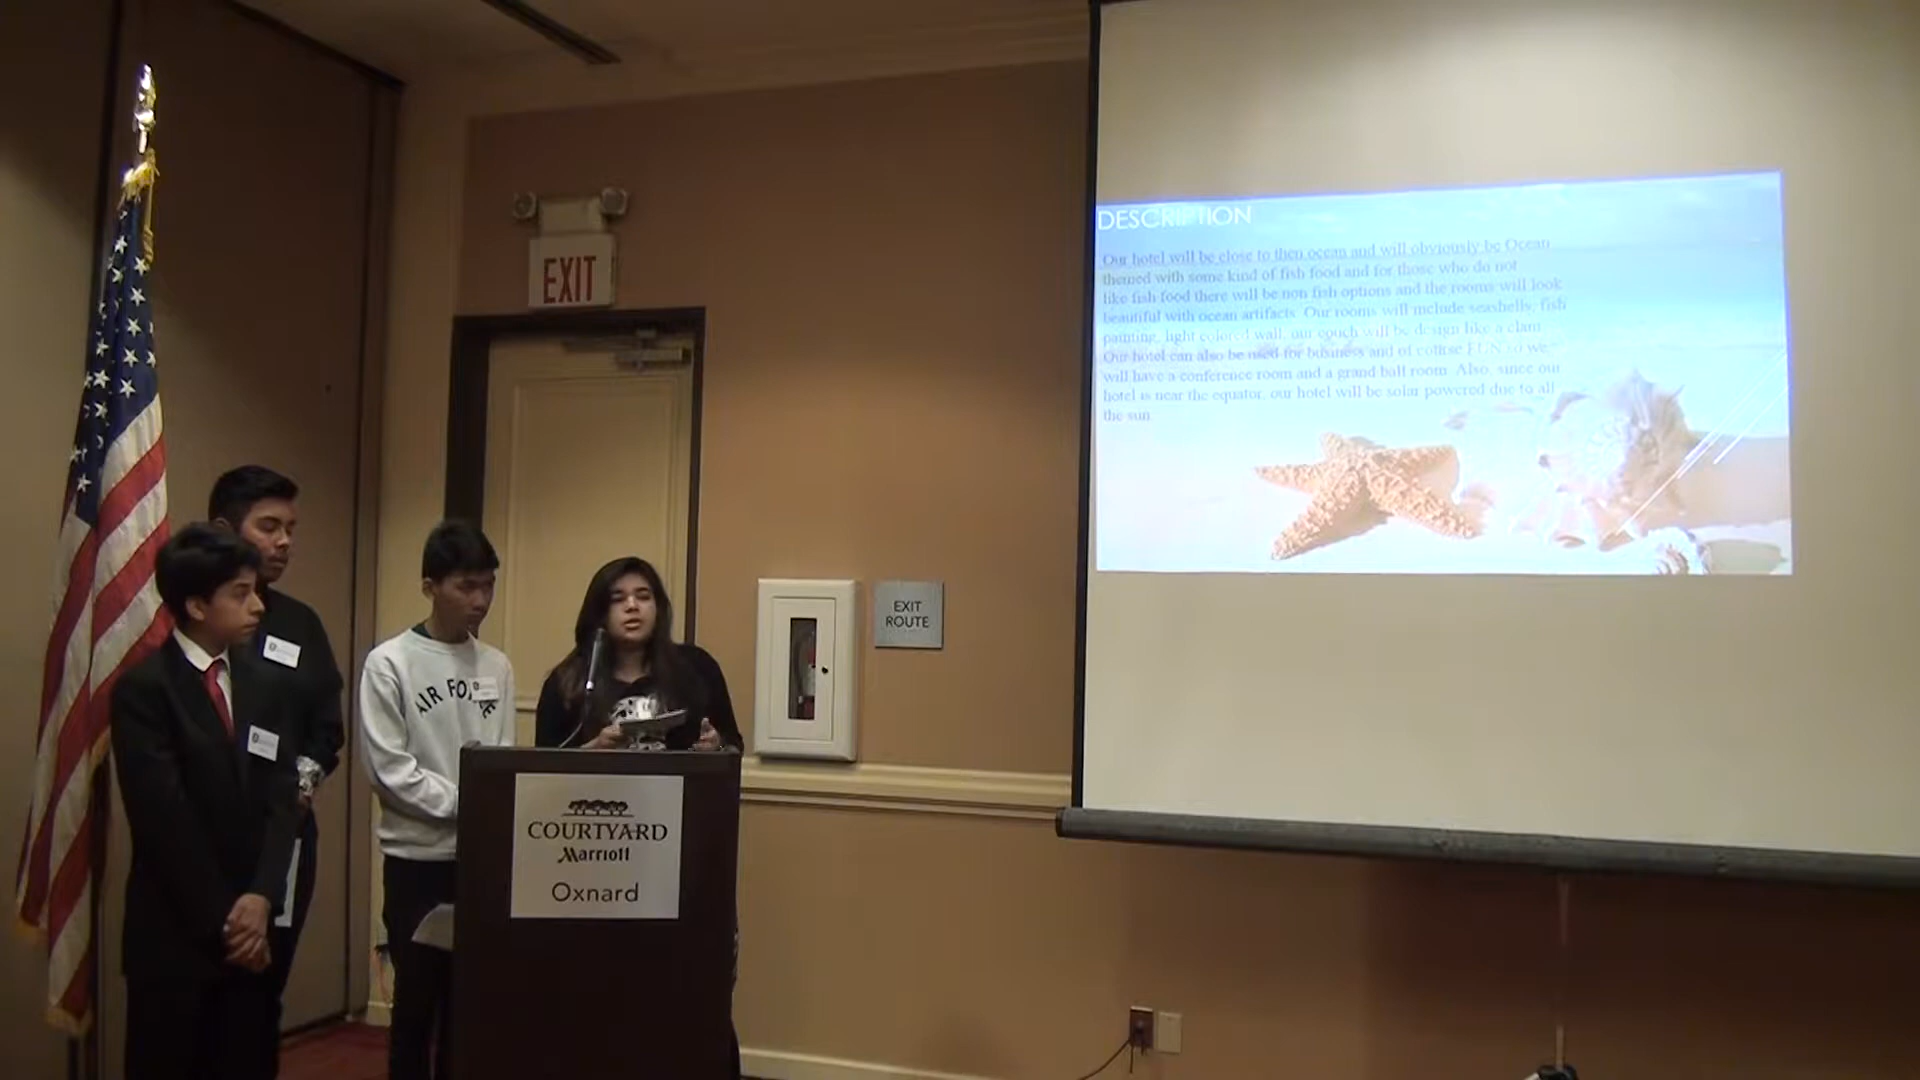 EXIT
DESCRIPTION
Our hotel will be close to then ocean and will obviously be Ocean
themed with some kind of fish food and for those who do not
like fish food there will be non fish options and the rooms will look
beautiful with ocean artifacts. Our rooms will include seashells, fish
painting, light colored wall, our couch will be design like a clam.
Our hotel can also be used for business and of course FUN so we
will have a conference room and a grand ball room. Also, since our
hotel is near the equator, our hotel will be solar powered due to all
the sun.
EXIT
ROUTE
AIR FORCE
COURTYARD
Marriott
Oxnard